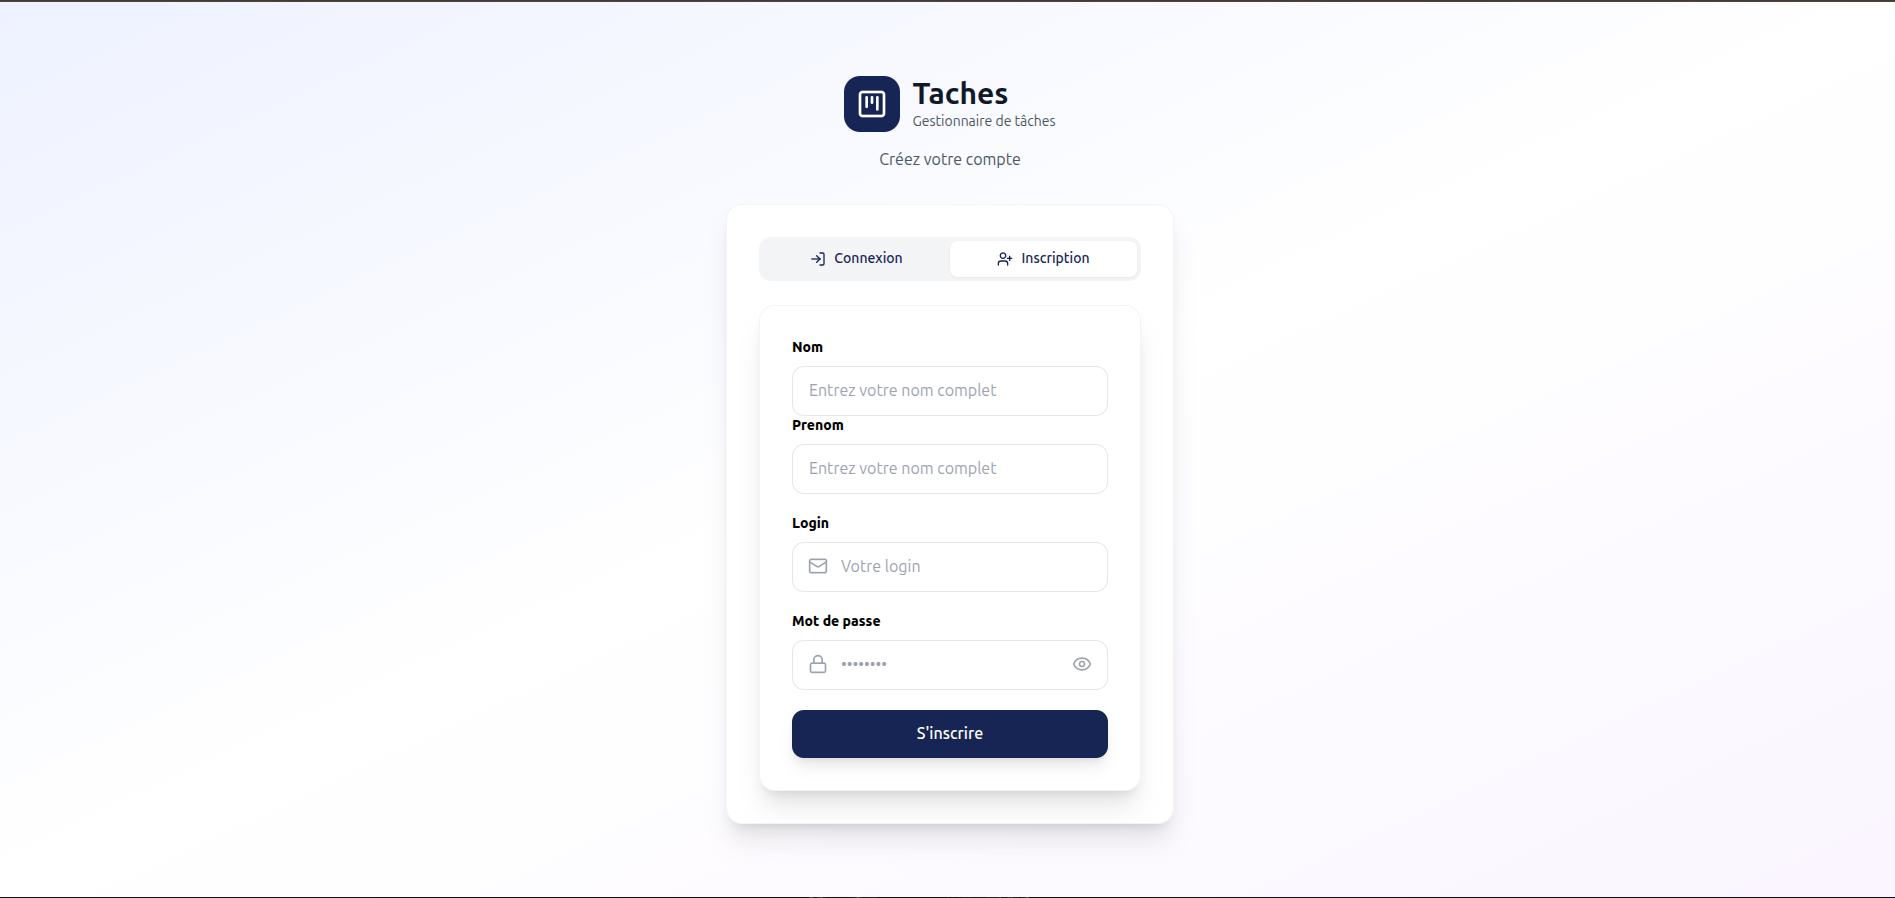 Taches
Gestionnaire de tâches
Créez votre compte
Connexion
Inscription
Nom
Entrez votre nom complet
Prenom
Entrez votre nom complet
Login
Votre login
Mot de passe
••••••••
S'inscrire